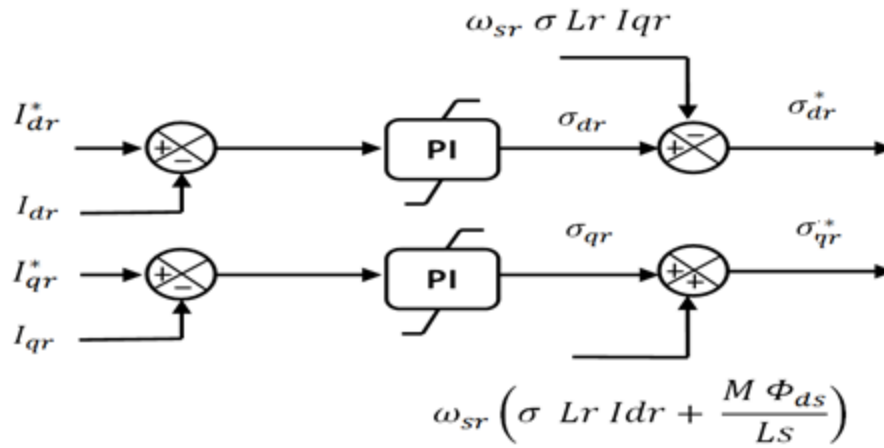 ω_sr σ Lr Iqr
I*_dr
+
−
PI
σ_dr
+
−
σ*_dr
I_dr
I*_qr
+
−
PI
σ_qr
+
+
σ*_qr
I_qr
ω_sr (σ Lr Idr + M Φ_ds / Ls)